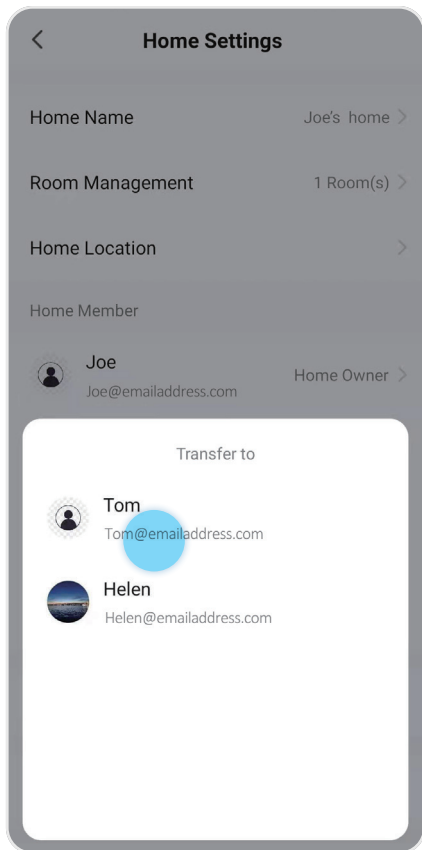 Home Settings
Home Name Joe's home
Room Management 1 Room(s)
Home Location
Home Member
Joe
Joe@emailaddress.com
Home Owner
Transfer to
Tom
Tom@emailaddress.com
Helen
Helen@emailaddress.com